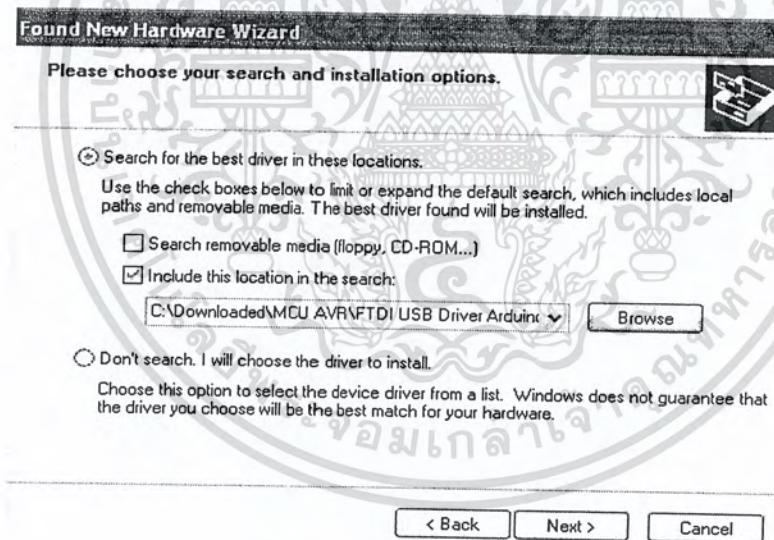 Found New Hardware Wizard
Please choose your search and installation options.
Search for the best driver in these locations.
Use the check boxes below to limit or expand the default search, which includes local
paths and removable media. The best driver found will be installed.
Search removable media (floppy, CD-ROM...)
Include this location in the search:
C:\Downloaded\MCU AVR\FTDI USB Driver Arduin
Browse
Don't search. I will choose the driver to install.
Choose this option to select the device driver from a list. Windows does not guarantee that
the driver you choose will be the best match for your hardware.
< Back
Next >
Cancel